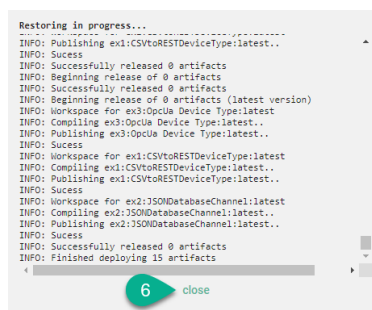 Restoring in progress...
INFO: Publishing ex1:CSVtoRESTDeviceType:latest..
INFO: Sucess
INFO: Successfully released 0 artifacts
INFO: Beginning release of 0 artifacts
INFO: Successfully released 0 artifacts
INFO: Beginning release of 0 artifacts (latest version)
INFO: Workspace for ex3:OpcUa Device Type:latest
INFO: Compiling ex3:OpcUa Device Type:latest..
INFO: Publishing ex3:OpcUa Device Type:latest..
INFO: Sucess
INFO: Workspace for ex1:CSVtoRESTDeviceType:latest
INFO: Compiling ex1:CSVtoRESTDeviceType:latest..
INFO: Publishing ex1:CSVtoRESTDeviceType:latest..
INFO: Sucess
INFO: Workspace for ex2:JSONDatabaseChannel:latest
INFO: Compiling ex2:JSONDatabaseChannel:latest..
INFO: Publishing ex2:JSONDatabaseChannel:latest..
INFO: Sucess
INFO: Successfully released 0 artifacts
INFO: Finished deploying 15 artifacts
6 close